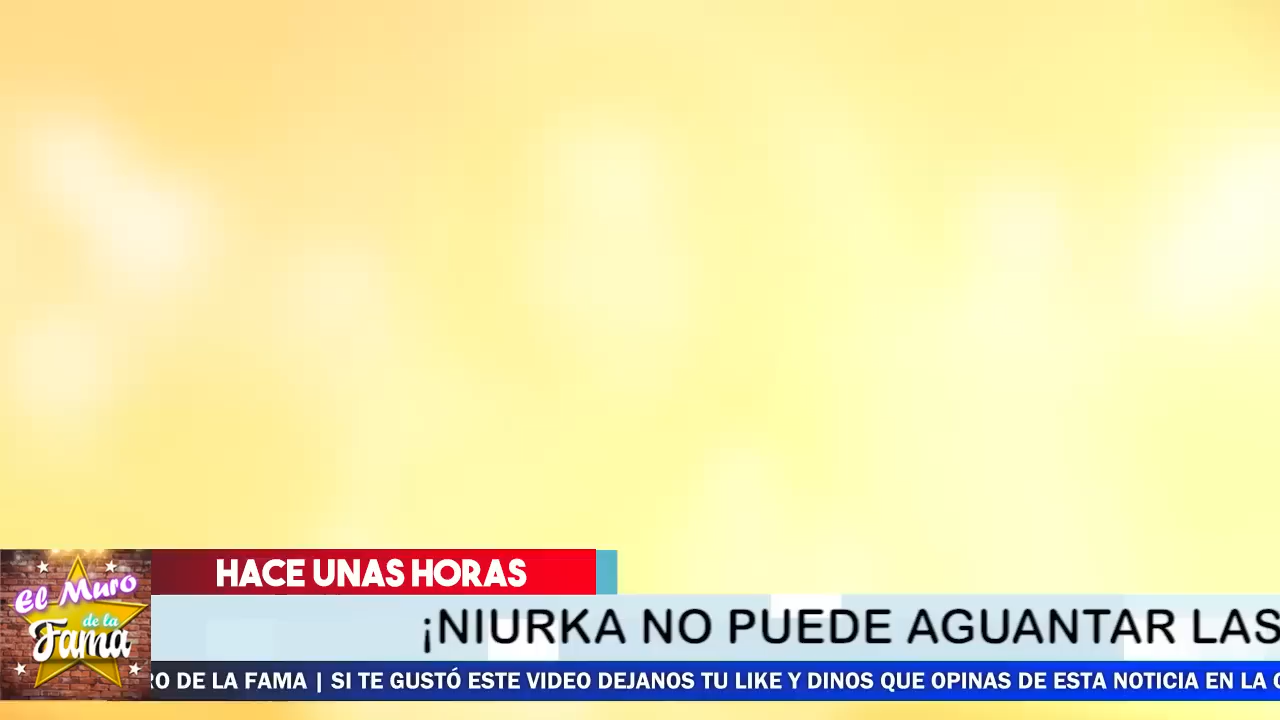 HACE UNAS HORAS
El Muro
de la
Fama
¡NIURKA NO PUEDE AGUANTAR LAS
RO DE LA FAMA | SI TE GUSTÓ ESTE VIDEO DEJANOS TU LIKE Y DINOS QUE OPINAS DE ESTA NOTICIA EN LA